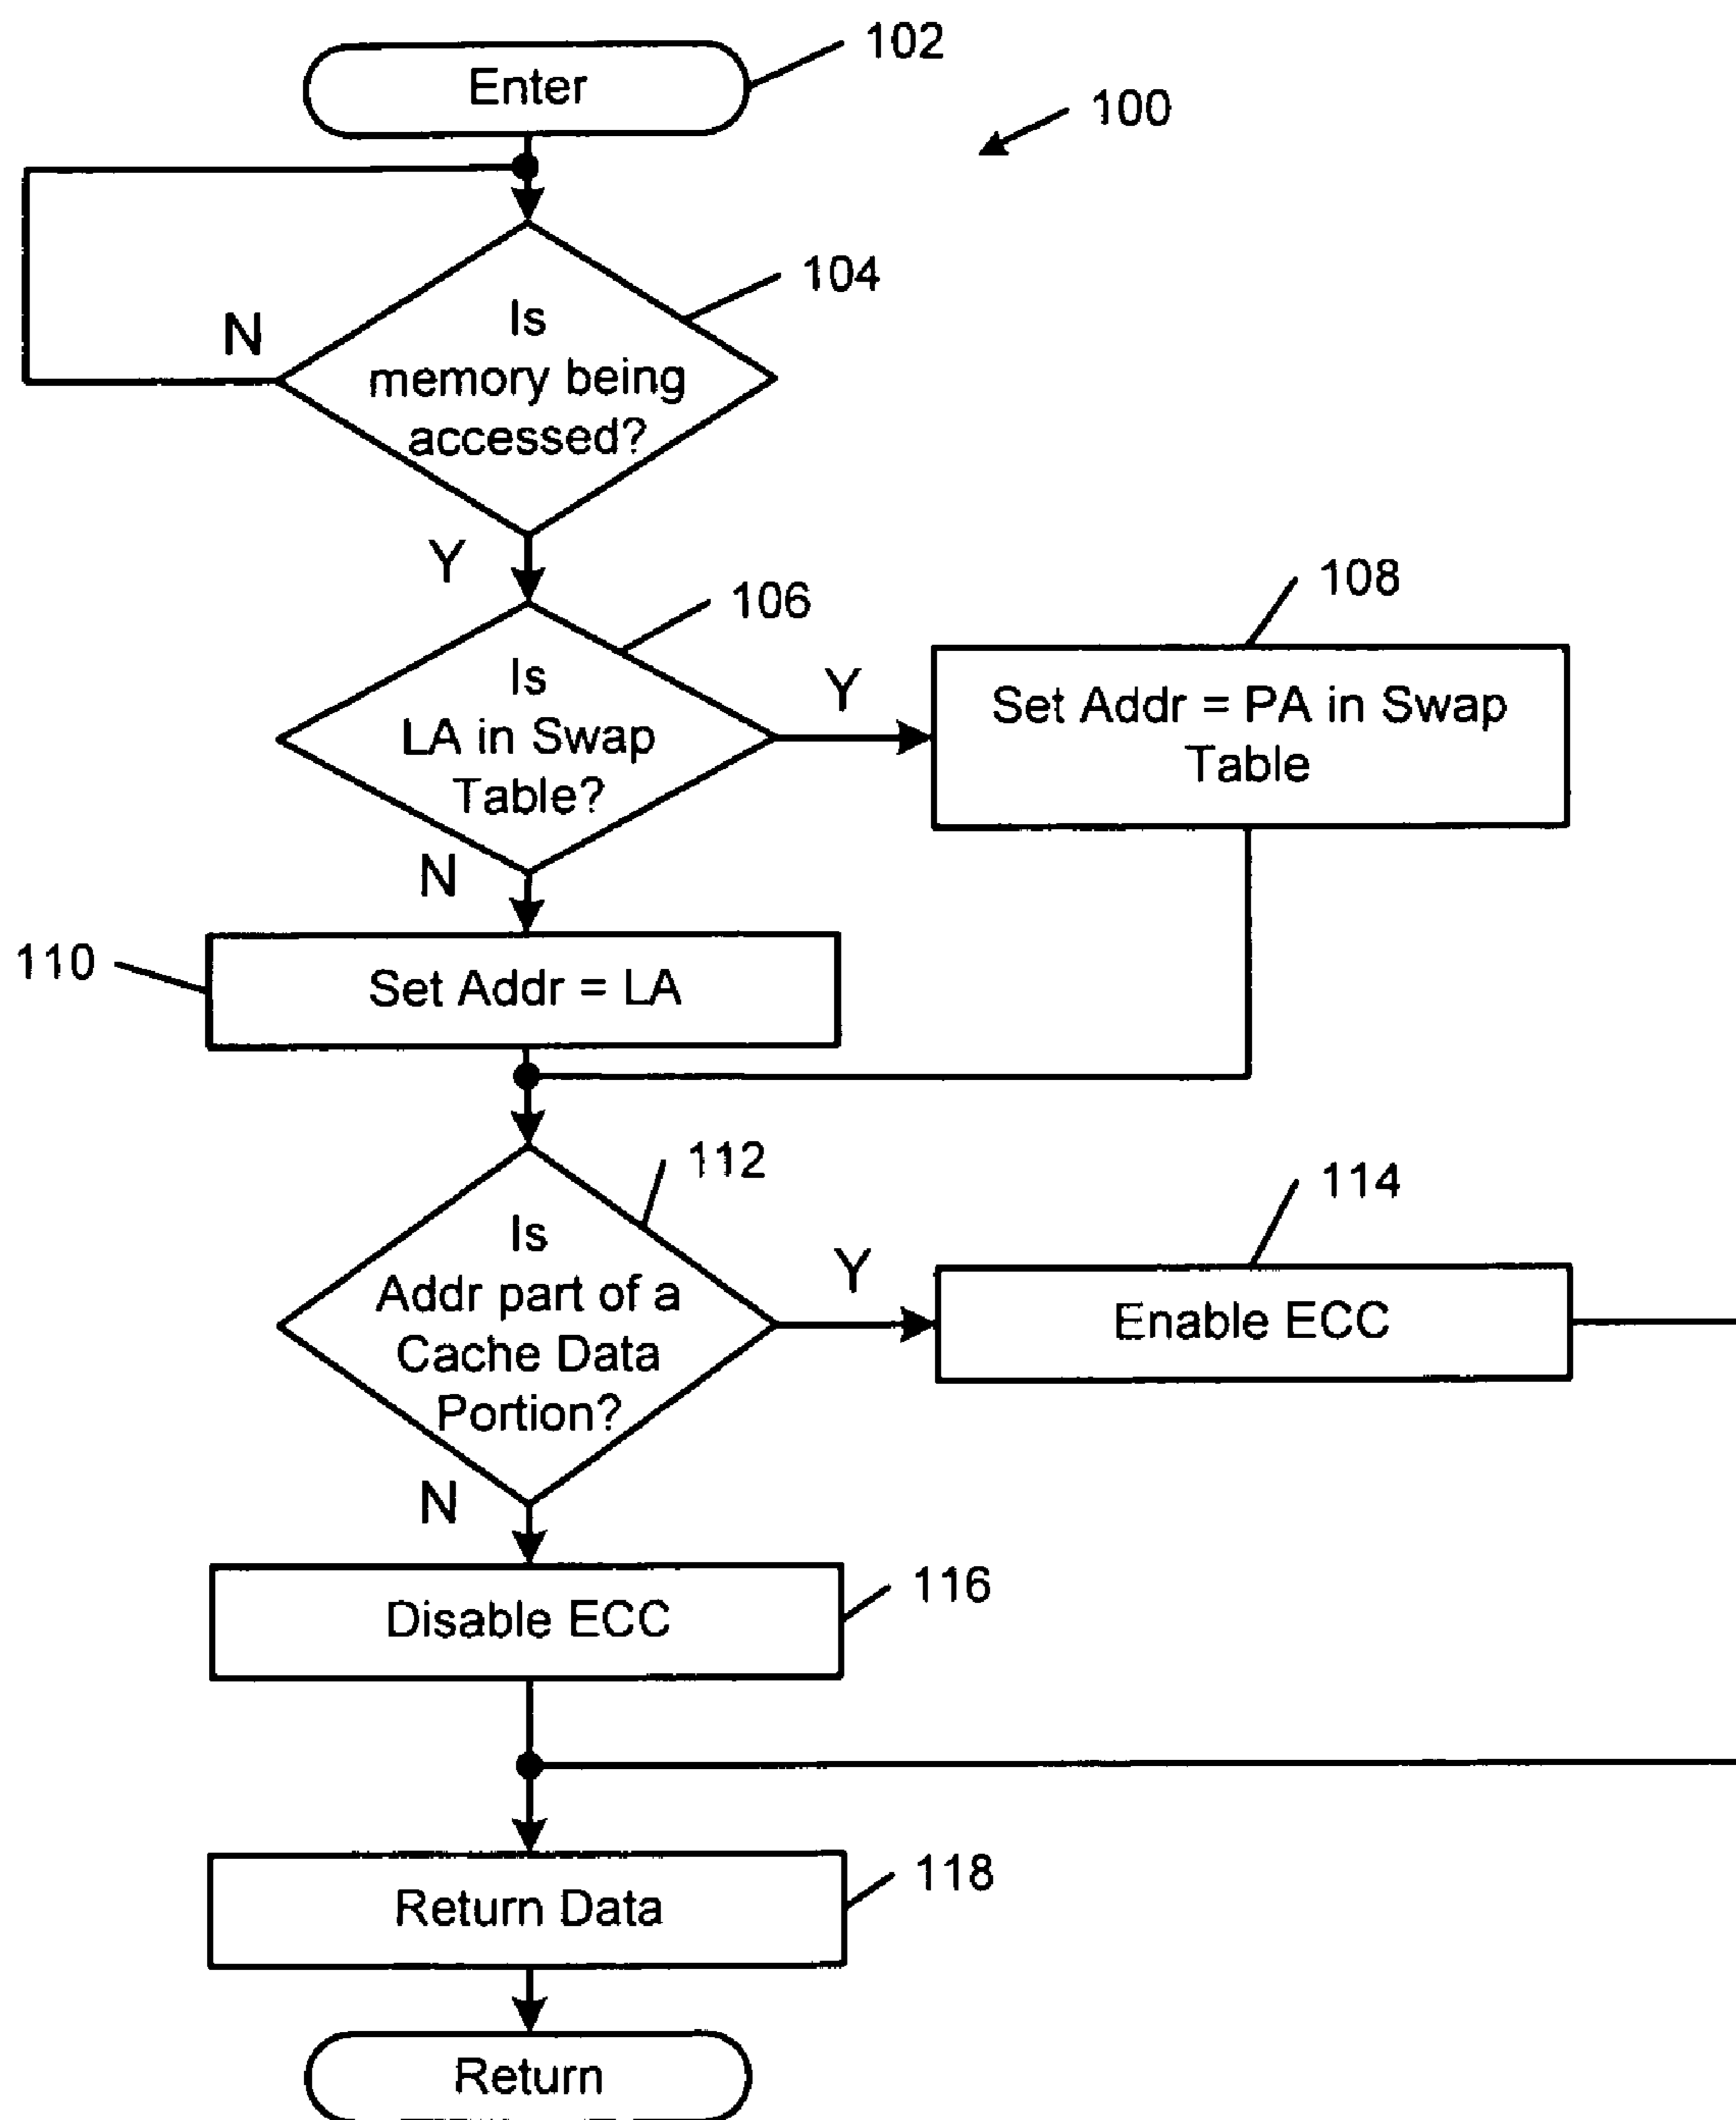 Enter
102
100
104
Is
memory being
accessed?
N
Y
106
108
Is
LA in Swap
Table?
Y
Set Addr = PA in Swap
Table
N
110
Set Addr = LA
112
114
Is
Addr part of a
Cache Data
Portion?
Y
Enable ECC
N
116
Disable ECC
118
Return Data
Return